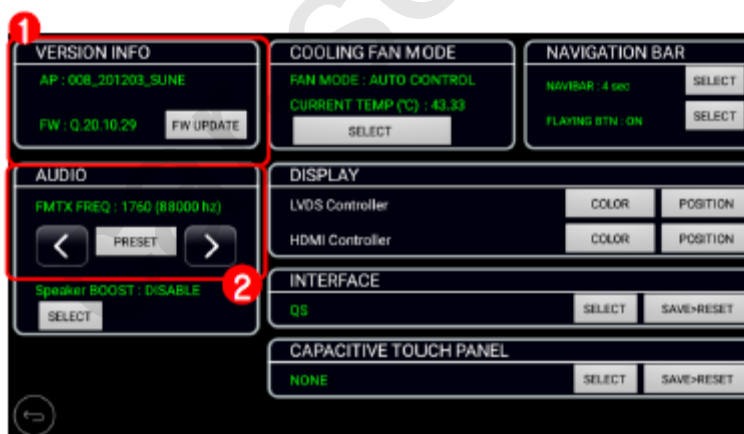 1
VERSION INFO
AP : 008_201203_SUNE
FW : Q.20.10.29
FW UPDATE
COOLING FAN MODE
FAN MODE : AUTO CONTROL
CURRENT TEMP (℃) : 43.33
SELECT
NAVIGATION BAR
NAVIBAR : 4 sec
SELECT
FLAYING BTN : ON
SELECT
AUDIO
FMTX FREQ : 1760 (88000 hz)
<
PRESET
>
2
Speaker BOOST : DISABLE
SELECT
DISPLAY
LVDS Controller
COLOR
POSITION
HDMI Controller
COLOR
POSITION
INTERFACE
QS
SELECT
SAVE>RESET
CAPACITIVE TOUCH PANEL
NONE
SELECT
SAVE>RESET